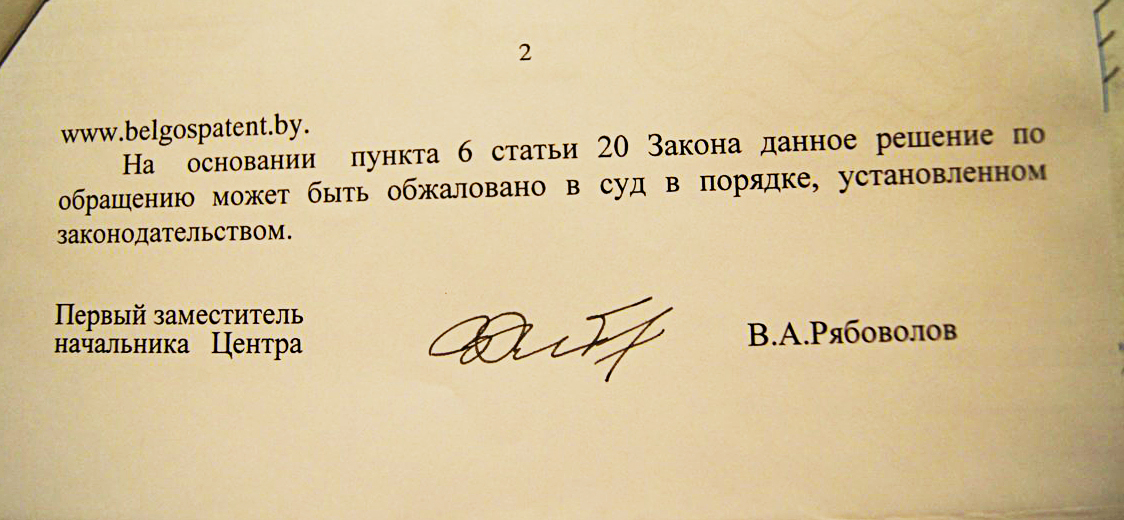 2
www.belgospatent.by.
На основании пункта 6 статьи 20 Закона данное решение по
обращению может быть обжаловано в суд в порядке, установленном
законодательством.
Первый заместитель
начальника Центра В.А.Рябоволов